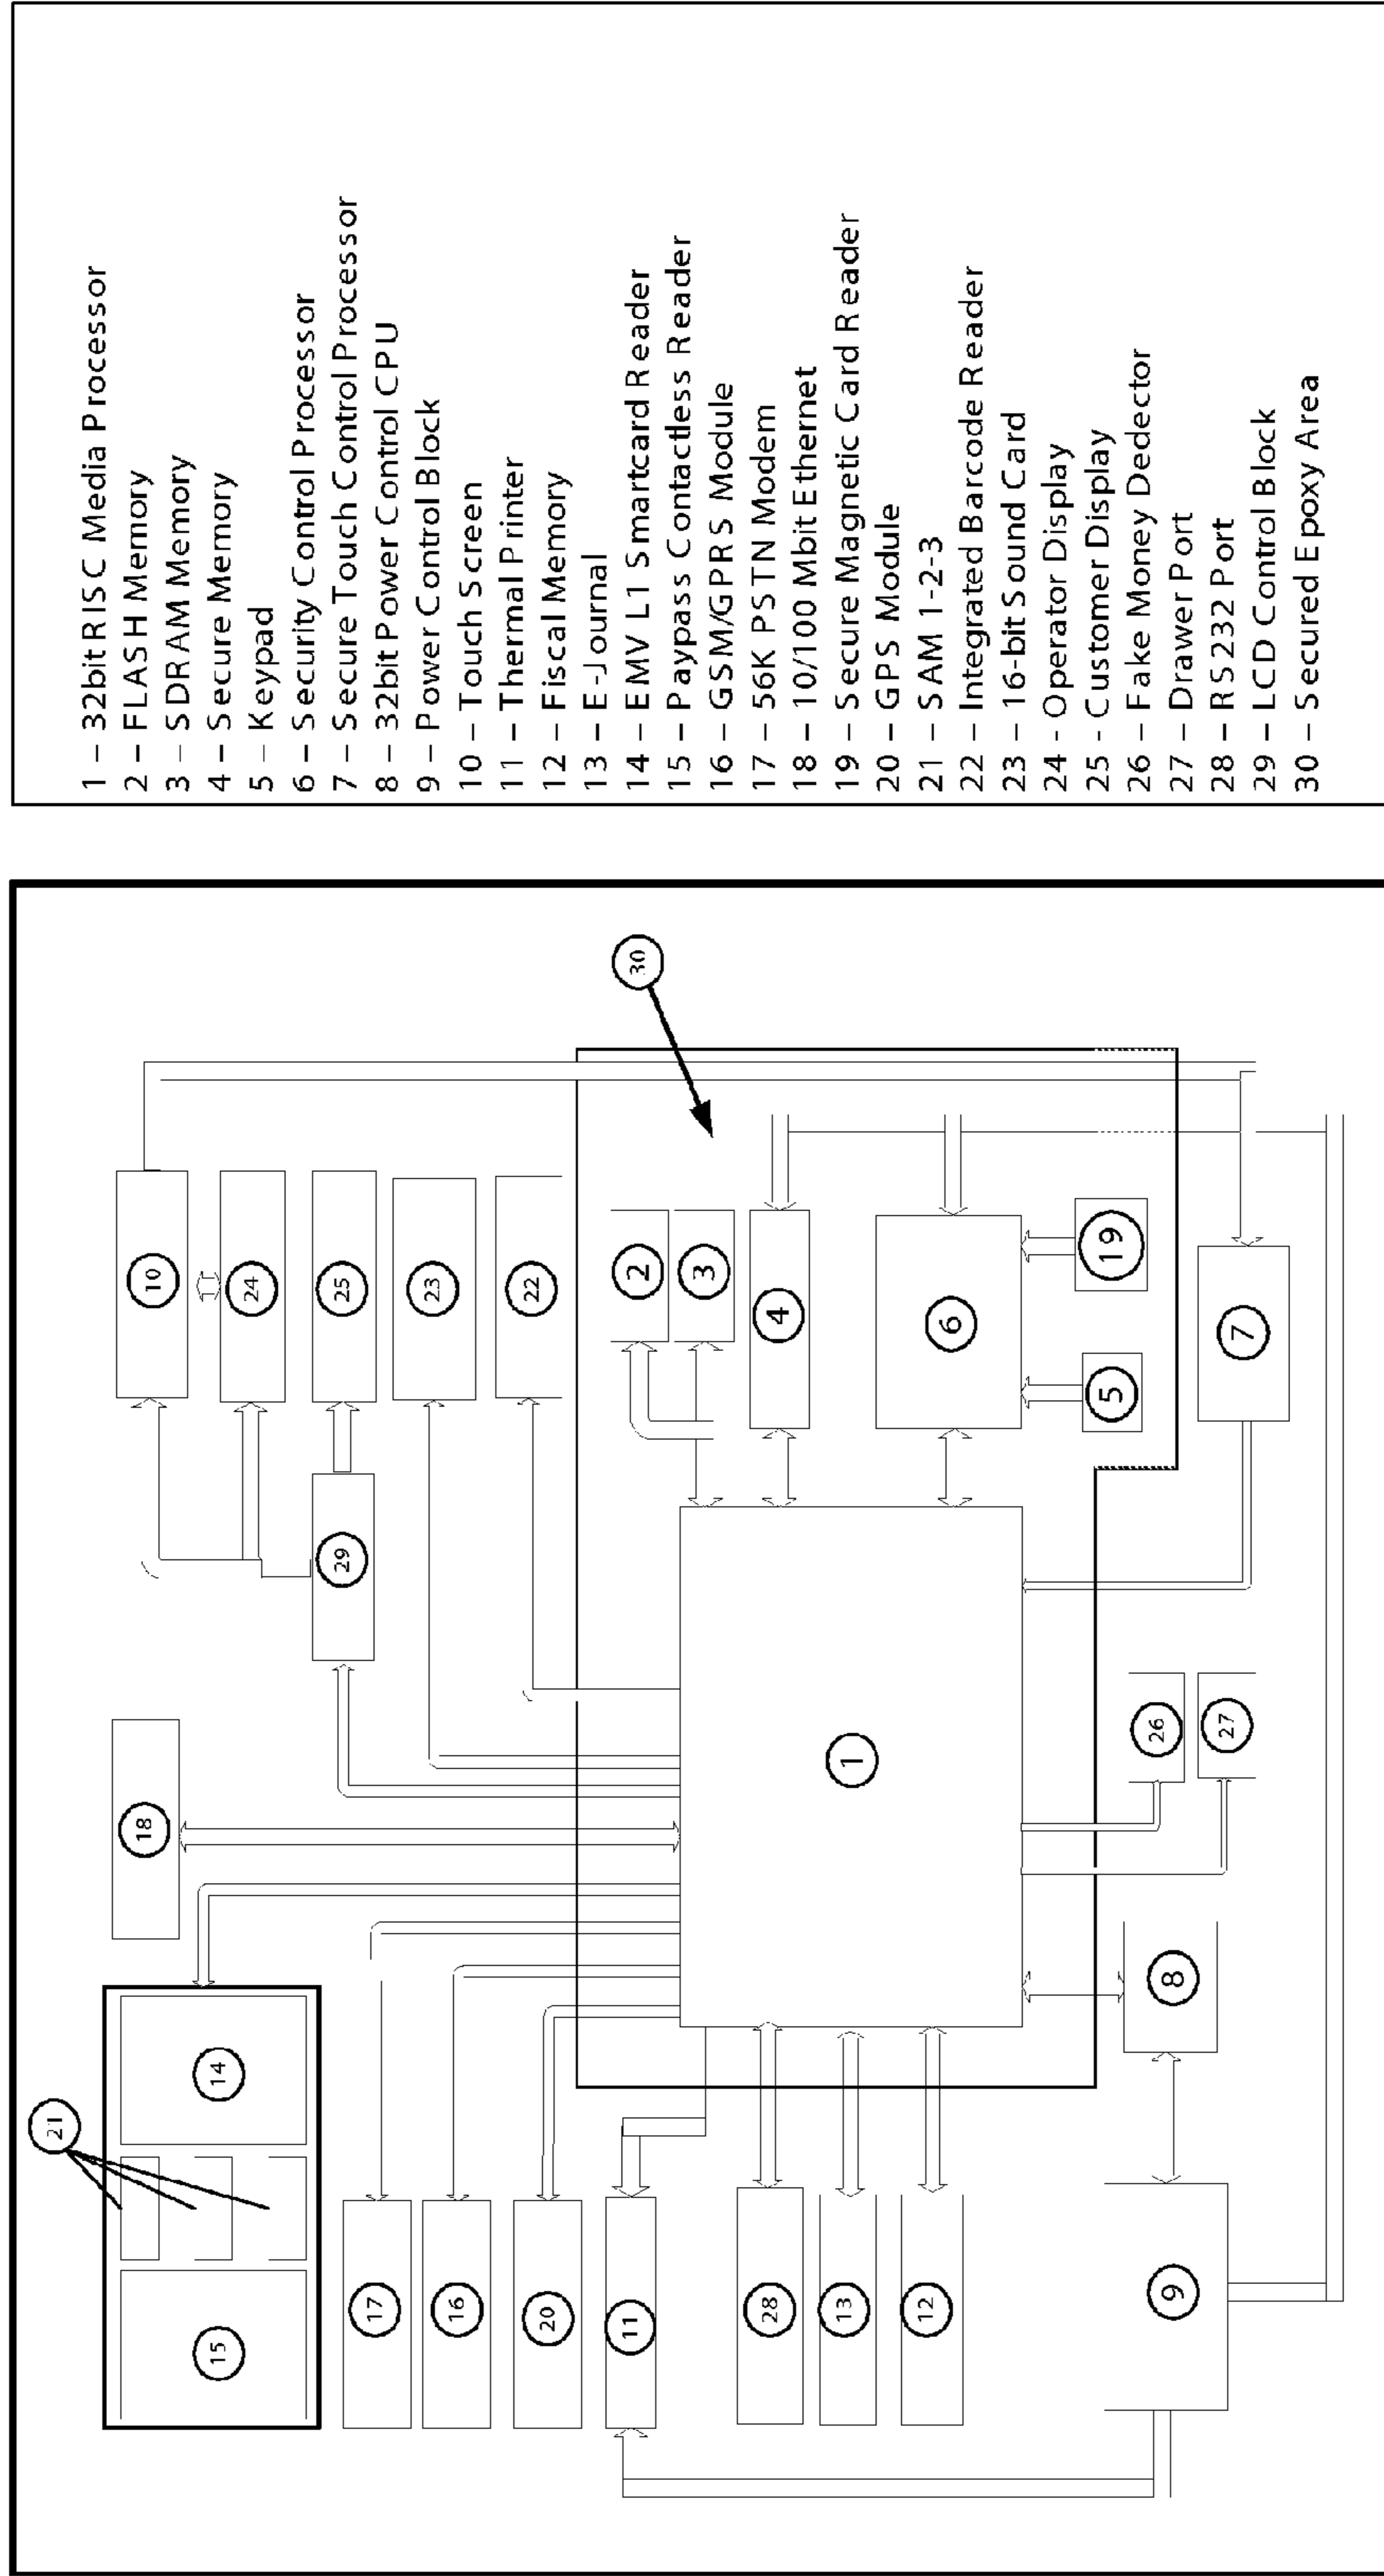 1 – 32bit RISC Media Processor
2 – FLASH Memory
3 – SDRAM Memory
4 – Secure Memory
5 – Keypad
6 – Security Control Processor
7 – Secure Touch Control Processor
8 – 32bit Power Control CPU
9 – Power Control Block
10 – Touch Screen
11 – Thermal Printer
12 – Fiscal Memory
13 – E-Journal
14 – EMV L1 Smartcard Reader
15 – Paypass Contactless Reader
16 – GSM/GPRS Module
17 – 56K PSTN Modem
18 – 10/100 Mbit Ethernet
19 – Secure Magnetic Card Reader
20 – GPS Module
21 – SAM 1-2-3
22 – Integrated Barcode Reader
23 – 16-bit Sound Card
24 - Operator Display
25 - Customer Display
26 – Fake Money Dedector
27 – Drawer Port
28 – RS232 Port
29 – LCD Control Block
30 – Secured Epoxy Area
21
15
14
18
10
24
29
25
17
16
23
20
22
11
30
2
3
28
4
13
1
12
6
5
19
9
8
26
27
7